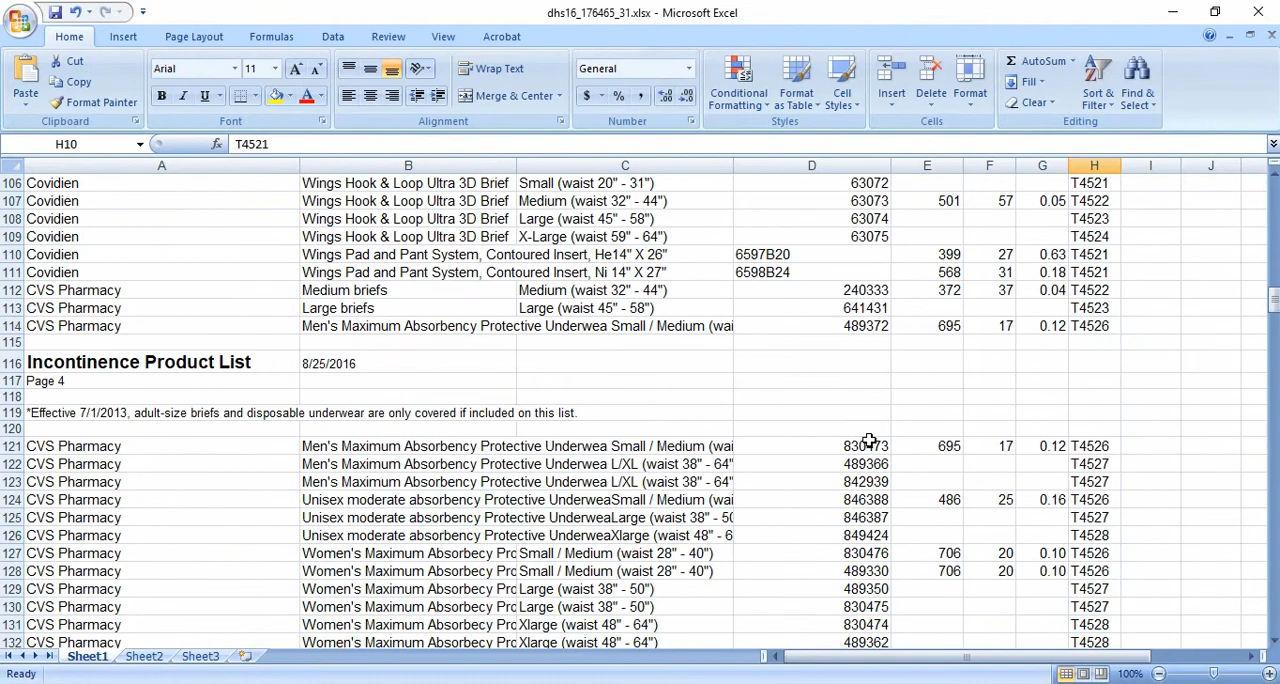 dhs16_176465_31.xlsx - Microsoft Excel
Home Insert Page Layout Formulas Data Review View Acrobat
Paste Cut Copy Format Painter Clipboard
Arial 11 B I U Font
Wrap Text Merge & Center Alignment
General $ % , Number
Conditional Formatting Format as Table Cell Styles Styles
Insert Delete Format Cells
Σ AutoSum Fill Clear Sort & Filter Find & Select Editing
H10 fx T4521
A B C D E F G H I J
106 Covidien Wings Hook & Loop Ultra 3D Brief Small (waist 20" - 31") 63072 T4521
107 Covidien Wings Hook & Loop Ultra 3D Brief Medium (waist 32" - 44") 63073 501 57 0.05 T4522
108 Covidien Wings Hook & Loop Ultra 3D Brief Large (waist 45" - 58") 63074 T4523
109 Covidien Wings Hook & Loop Ultra 3D Brief X-Large (waist 59" - 64") 63075 T4524
110 Covidien Wings Pad and Pant System, Contoured Insert, He14" X 26" 6597B20 399 27 0.63 T4521
111 Covidien Wings Pad and Pant System, Contoured Insert, Ni 14" X 27" 6598B24 568 31 0.18 T4521
112 CVS Pharmacy Medium briefs Medium (waist 32" - 44") 240333 372 37 0.04 T4522
113 CVS Pharmacy Large briefs Large (waist 45" - 58") 641431 T4523
114 CVS Pharmacy Men's Maximum Absorbency Protective Underwea Small / Medium (wai 489372 695 17 0.12 T4526
115
116 Incontinence Product List 8/25/2016
117 Page 4
118
119 *Effective 7/1/2013, adult-size briefs and disposable underwear are only covered if included on this list.
120
121 CVS Pharmacy Men's Maximum Absorbency Protective Underwea Small / Medium (wai 830473 695 17 0.12 T4526
122 CVS Pharmacy Men's Maximum Absorbency Protective Underwea L/XL (waist 38" - 64" 489366 T4527
123 CVS Pharmacy Men's Maximum Absorbency Protective Underwea L/XL (waist 38" - 64" 842939 T4527
124 CVS Pharmacy Unisex moderate absorbency Protective UnderweaSmall / Medium (wai 846388 486 25 0.16 T4526
125 CVS Pharmacy Unisex moderate absorbency Protective UnderweaLarge (waist 38" - 50 846387 T4527
126 CVS Pharmacy Unisex moderate absorbency Protective UnderweaXlarge (waist 48" - 6 849424 T4528
127 CVS Pharmacy Women's Maximum Absorbecy Pro Small / Medium (waist 28" - 40") 830476 706 20 0.10 T4526
128 CVS Pharmacy Women's Maximum Absorbecy Pro Small / Medium (waist 28" - 40") 489330 706 20 0.10 T4526
129 CVS Pharmacy Women's Maximum Absorbecy Pro Large (waist 38" - 50") 489350 T4527
130 CVS Pharmacy Women's Maximum Absorbecy Pro Large (waist 38" - 50") 830475 T4527
131 CVS Pharmacy Women's Maximum Absorbecy Pro Xlarge (waist 48" - 64") 830474 T4528
132 CVS Pharmacy Women's Maximum Absorbecy Pro Xlarge (waist 48" - 64") 489362 T4528
Sheet1 Sheet2 Sheet3
Ready 100%